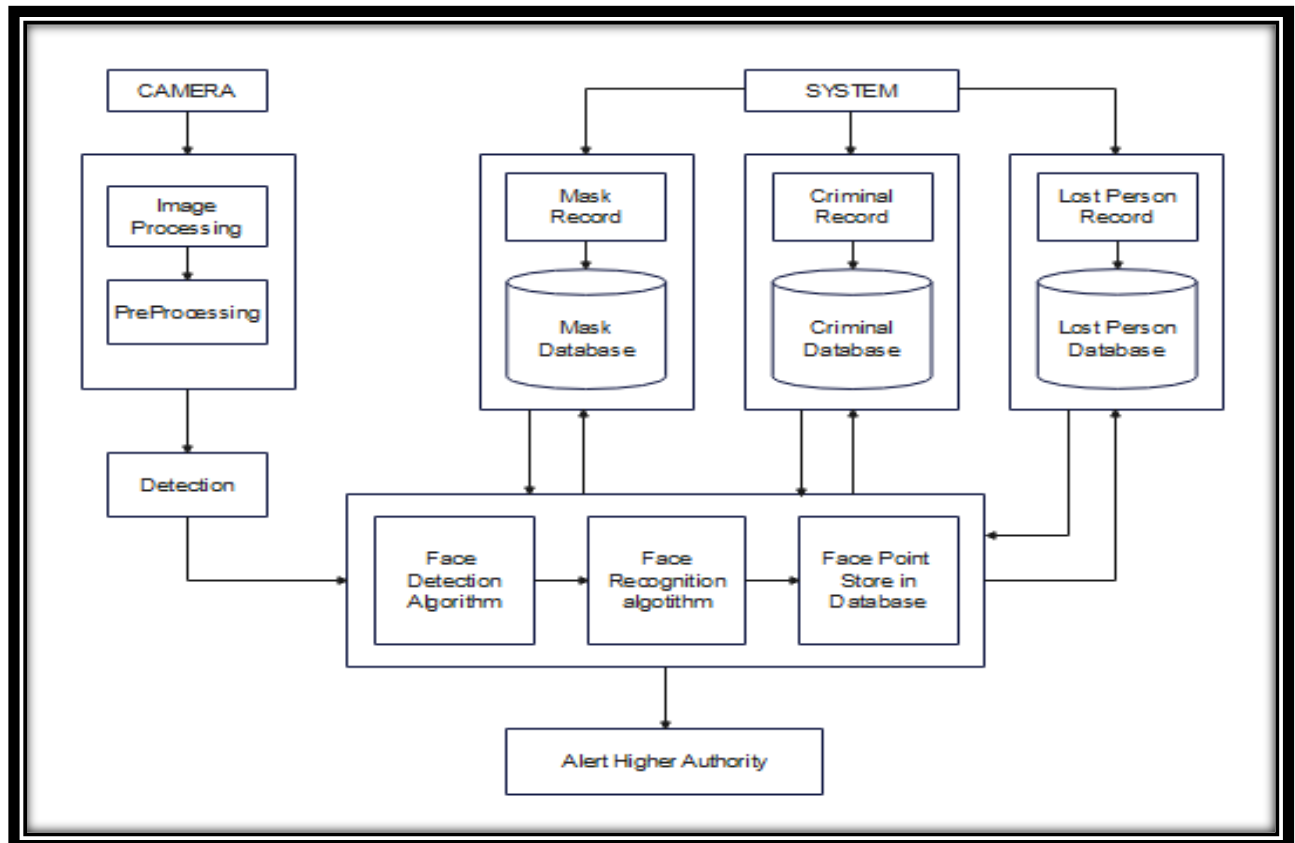 CAMERA
SYSTEM
Image
Processing
PreProcessing
Mask
Record
Mask
Database
Criminal
Record
Criminal
Database
Lost Person
Record
Lost Person
Database
Detection
Face
Detection
Algorithm
Face
Recognition
algotithm
Face Point
Store in
Database
Alert Higher Authority